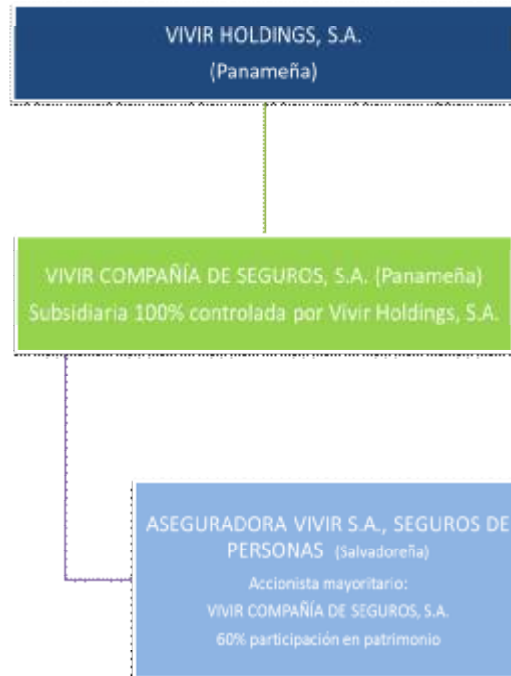 VIVIR HOLDINGS, S.A.
(Panameña)
VIVIR COMPAÑÍA DE SEGUROS, S.A. (Panameña)
Subsidiaria 100% controlada por Vivir Holdings, S.A.
ASEGURADORA VIVIR S.A., SEGUROS DE
PERSONAS (Salvadoreña)
Accionista mayoritario:
VIVIR COMPAÑÍA DE SEGUROS, S.A.
60% participación en patrimonio